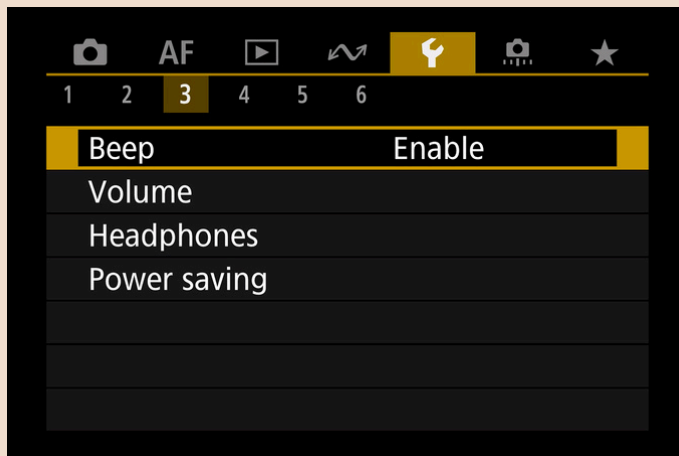 AF
1 2 3 4 5 6
Beep Enable
Volume
Headphones
Power saving